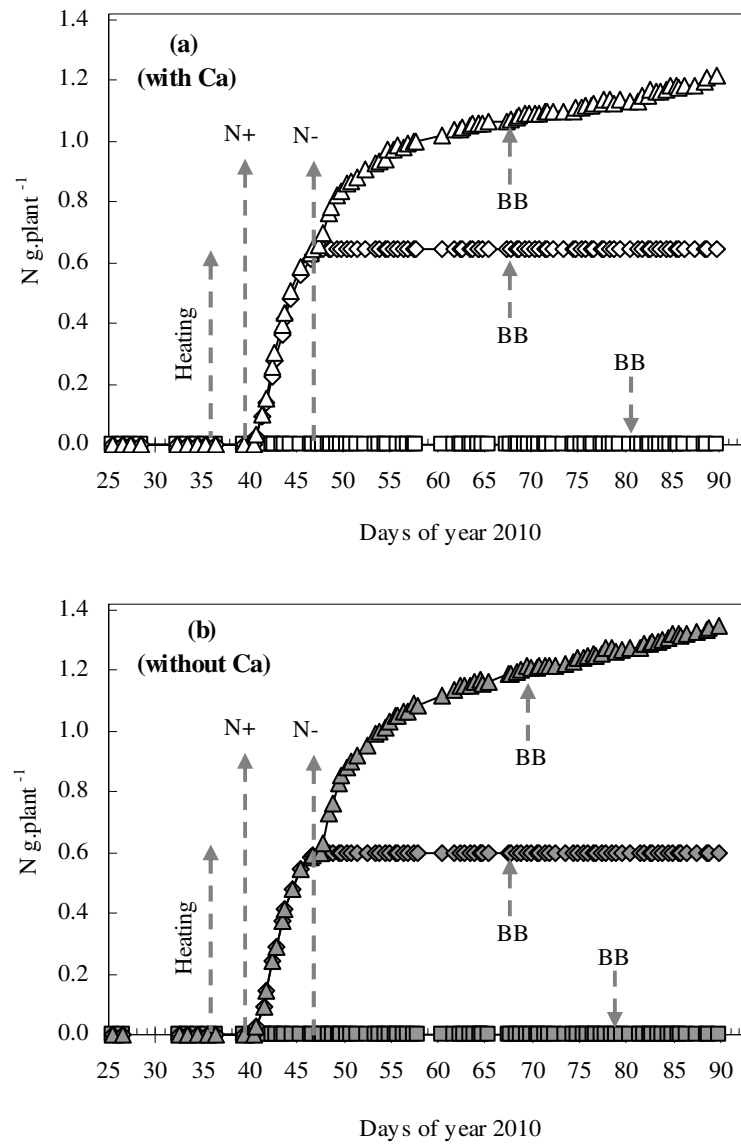 1.4
(a)
(with Ca)
1.2
N+
N-
1.0
BB
0.8
N g.plant -1
0.6
Heating
BB
0.4
BB
0.2
0.0
25 30 35 40 45 50 55 60 65 70 75 80 85 90
Days of year 2010
1.4
(b)
(without Ca)
1.2
N+
N-
1.0
BB
0.8
N g.plant -1
0.6
Heating
BB
0.4
BB
0.2
0.0
25 30 35 40 45 50 55 60 65 70 75 80 85 90
Days of year 2010